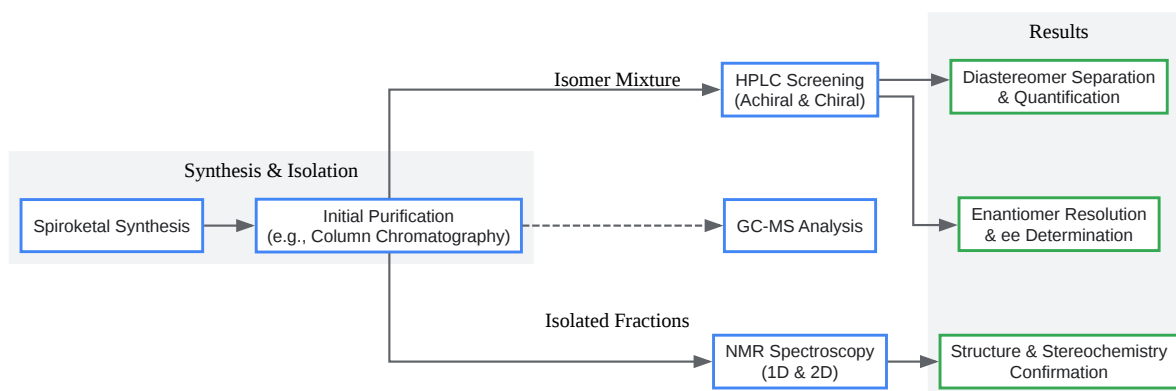 Results
Isomer Mixture
HPLC Screening
(Achiral & Chiral)
Diastereomer Separation
& Quantification
Synthesis & Isolation
Spiroketal Synthesis
Initial Purification
(e.g., Column Chromatography)
GC-MS Analysis
Enantiomer Resolution
& ee Determination
Isolated Fractions
NMR Spectroscopy
(1D & 2D)
Structure & Stereochemistry
Confirmation